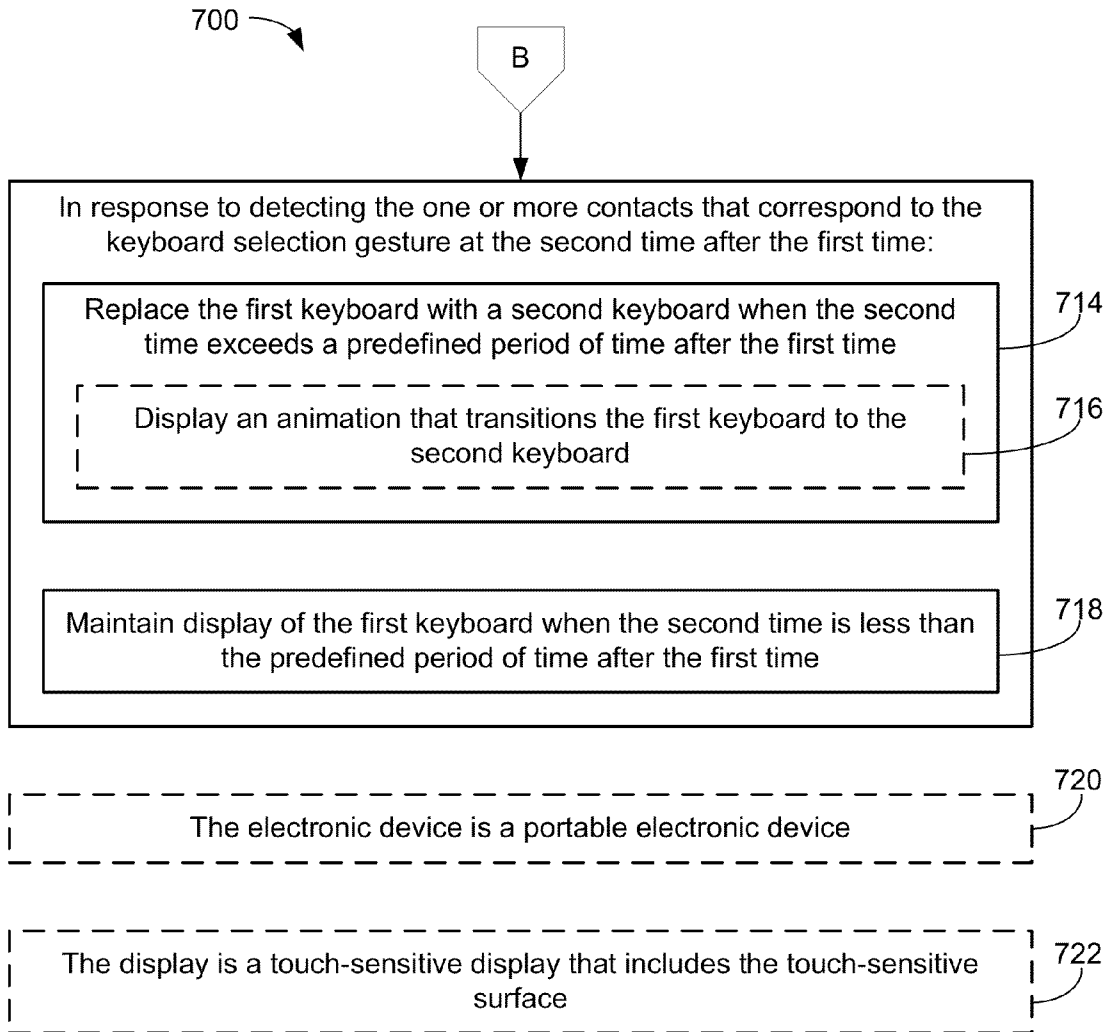 700
B
In response to detecting the one or more contacts that correspond to the
keyboard selection gesture at the second time after the first time:
Replace the first keyboard with a second keyboard when the second
time exceeds a predefined period of time after the first time
714
Display an animation that transitions the first keyboard to the
second keyboard
716
Maintain display of the first keyboard when the second time is less than
the predefined period of time after the first time
718
The electronic device is a portable electronic device
720
The display is a touch-sensitive display that includes the touch-sensitive
surface
722